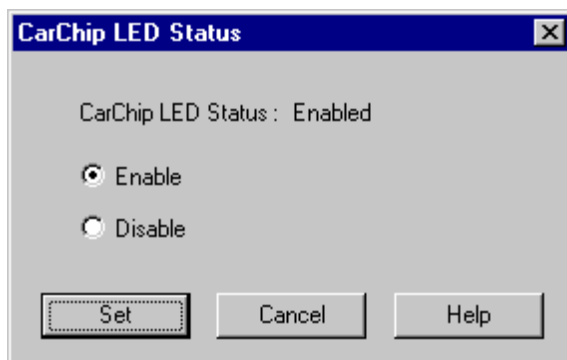 CarChip LED Status
CarChip LED Status : Enabled
Enable
Disable
Set Cancel Help